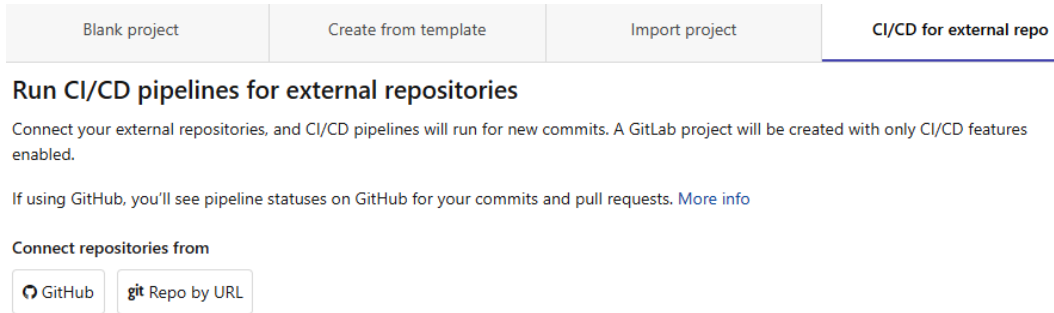 Blank project
Create from template
Import project
CI/CD for external repo
Run CI/CD pipelines for external repositories
Connect your external repositories, and CI/CD pipelines will run for new commits. A GitLab project will be created with only CI/CD features
enabled.
If using GitHub, you'll see pipeline statuses on GitHub for your commits and pull requests. More info
Connect repositories from
GitHub
git Repo by URL